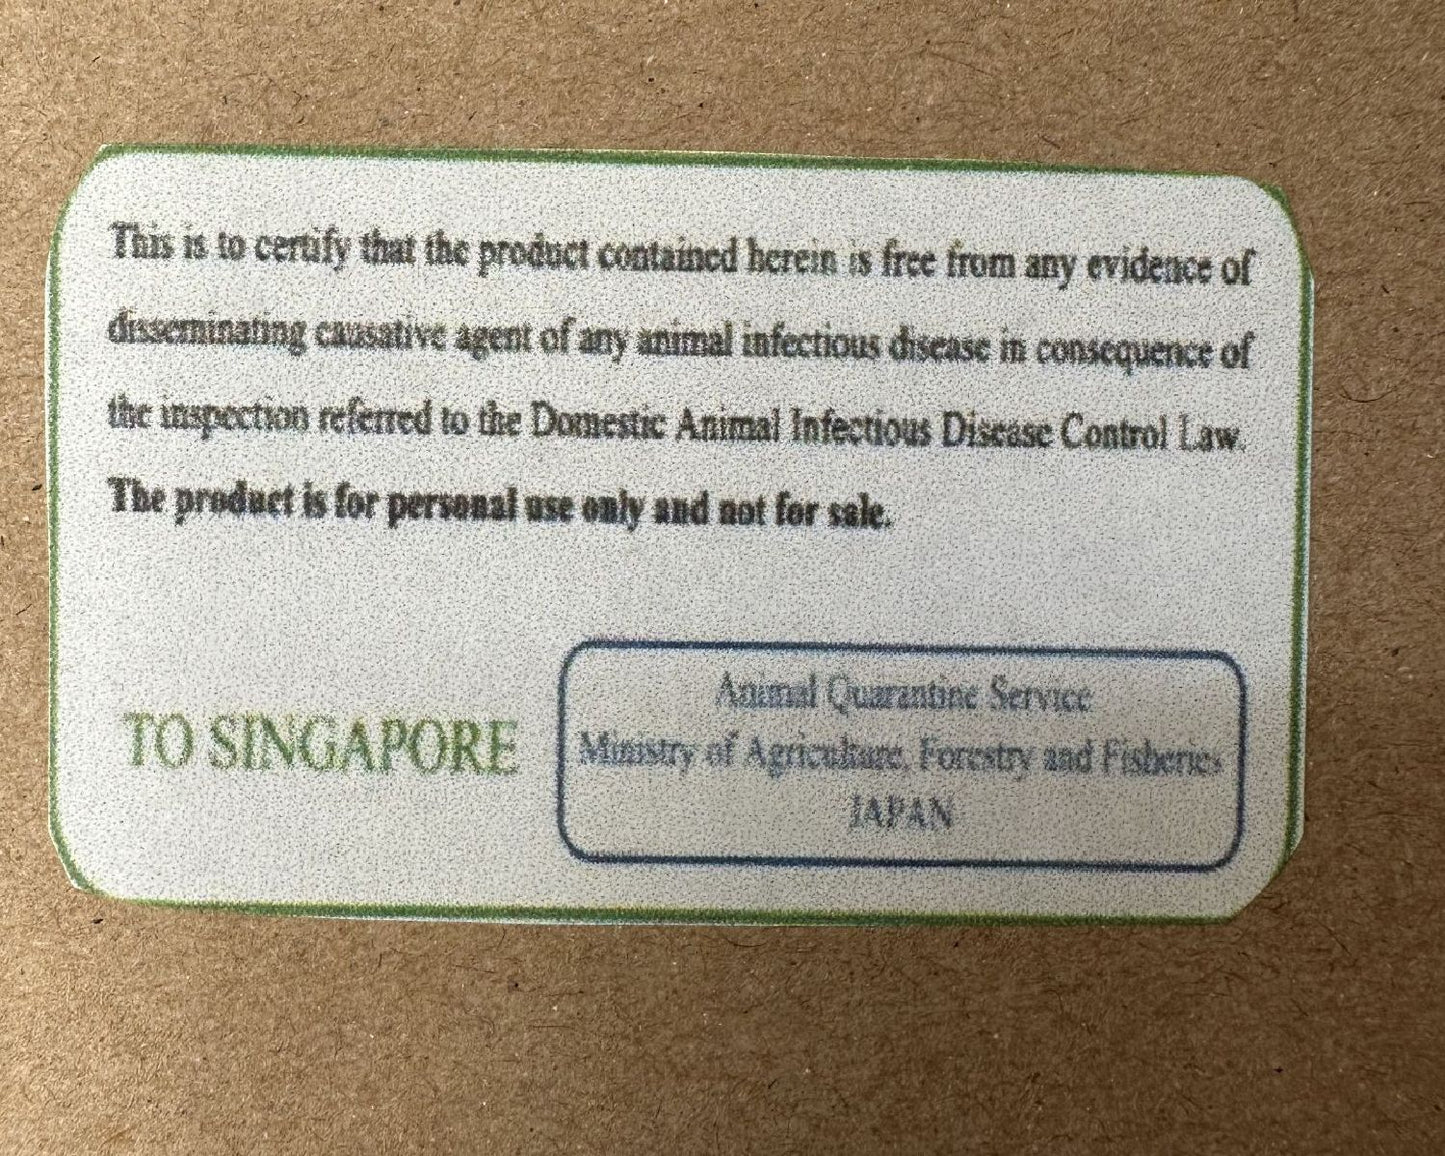 This is to certify that the product contained herein is free from any evidence of
disseminating causative agent of any animal infectious disease in consequence of
the inspection referred to the Domestic Animal Infectious Disease Control Law.
The product is for personal use only and not for sale.
TO SINGAPORE
Animal Quarantine Service
Ministry of Agriculture, Forestry and Fisheries
JAPAN